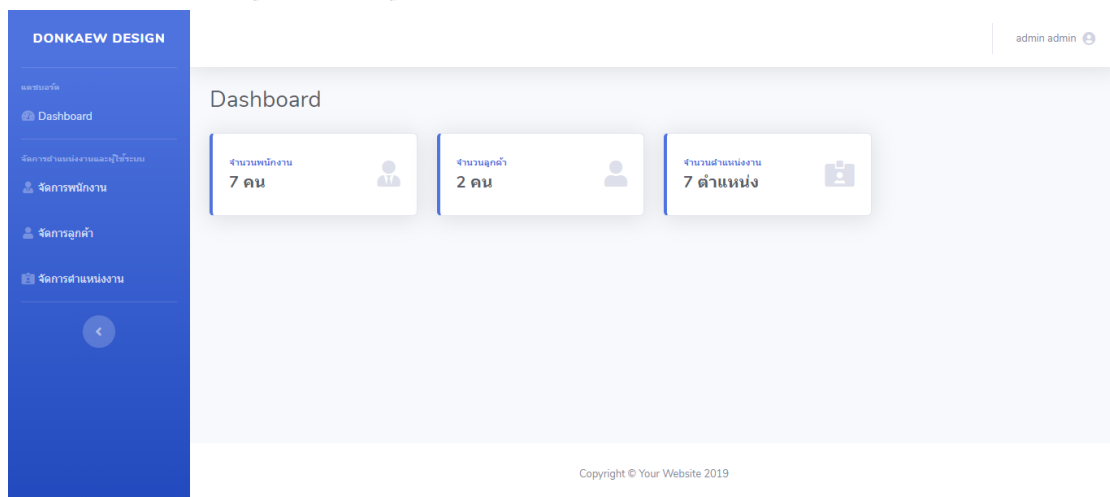 DONKAEW DESIGN
admin admin
แดชบอร์ด
Dashboard
จัดการตำแหน่งงานและผู้ใช้ระบบ
จัดการพนักงาน
จัดการลูกค้า
จัดการตำแหน่งงาน
Dashboard
จำนวนพนักงาน
7 คน
จำนวนลูกค้า
2 คน
จำนวนตำแหน่งงาน
7 ตำแหน่ง
Copyright © Your Website 2019